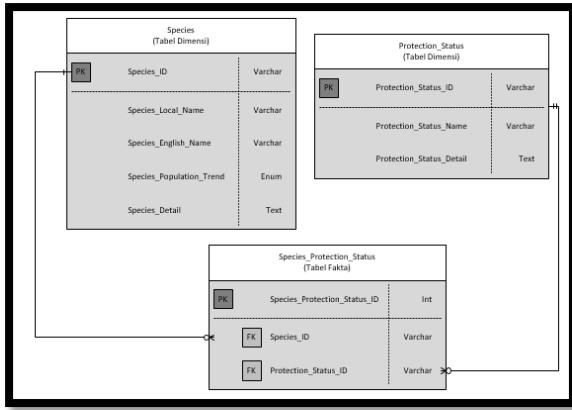 Species
(Tabel Dimensi)
PK Species_ID Varchar
Species_Local_Name Varchar
Species_English_Name Varchar
Species_Population_Trend Enum
Species_Detail Text
Protection_Status
(Tabel Dimensi)
PK Protection_Status_ID Varchar
Protection_Status_Name Varchar
Protection_Status_Detail Text
Species_Protection_Status
(Tabel Fakta)
PK Species_Protection_Status_ID Int
FK Species_ID Varchar
FK Protection_Status_ID Varchar